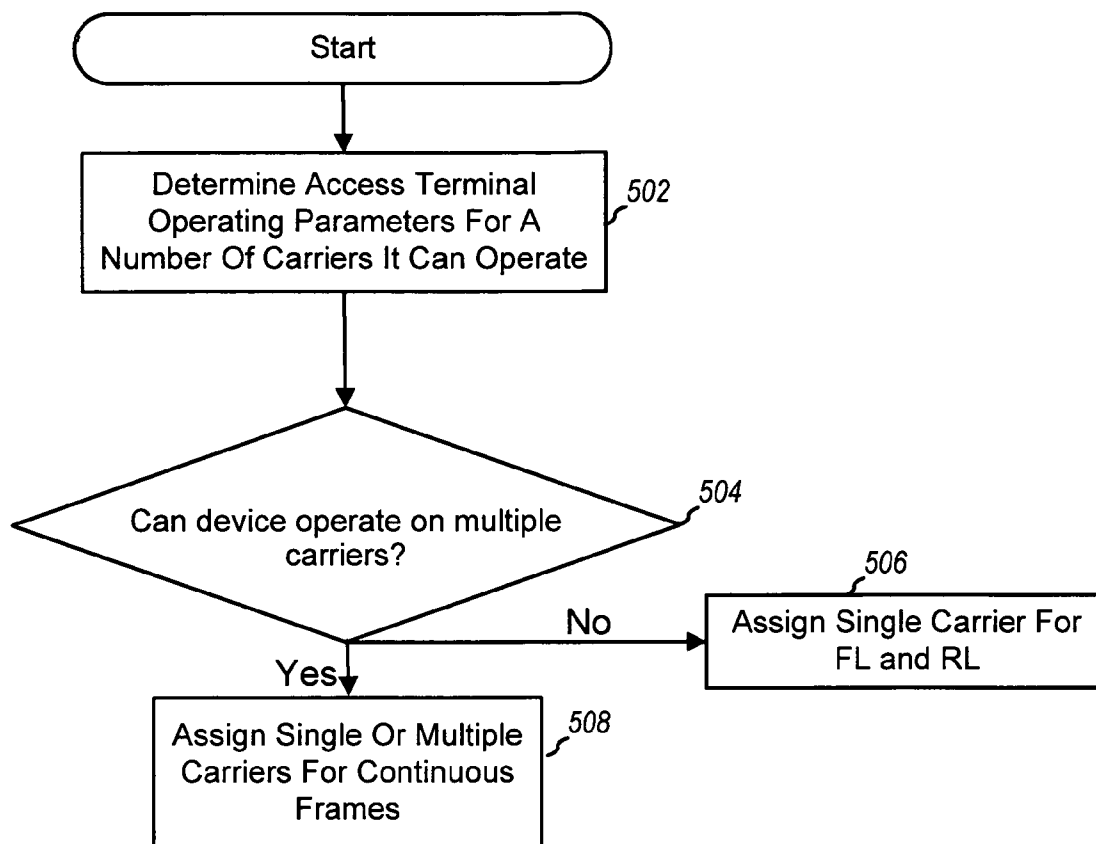 Start
Determine Access Terminal
Operating Parameters For A
Number Of Carriers It Can Operate
502
Can device operate on multiple
carriers?
504
No
506
Assign Single Carrier For
FL and RL
Yes
508
Assign Single Or Multiple
Carriers For Continuous
Frames